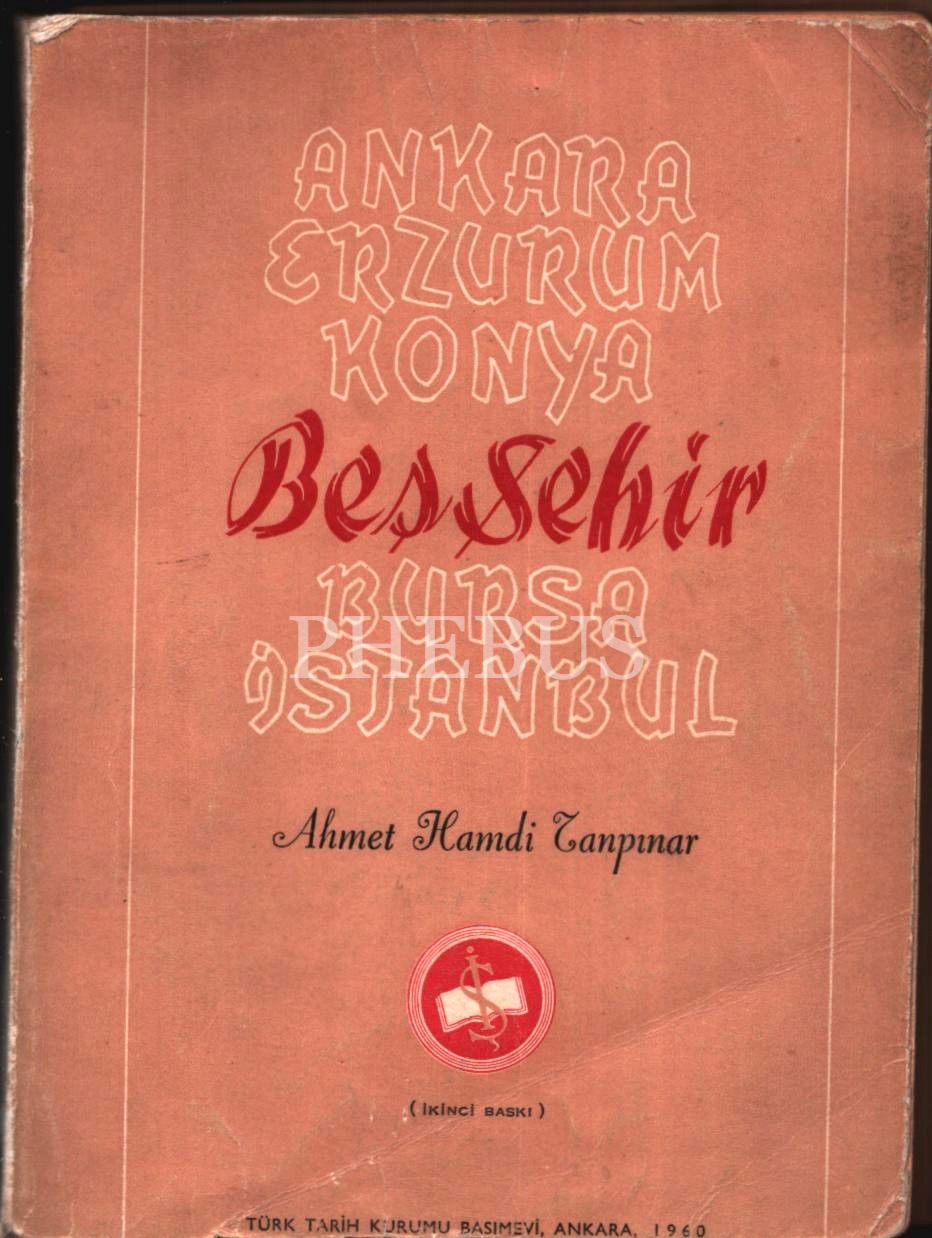 ANKARA
ERZURUM
KONYA
Beş Şehir
BURSA
İSTANBUL
PHEBUS
Ahmet Hamdi Tanpınar
İŞ
(İKİNCİ BASKI)
TÜRK TARİH KURUMU BASIMEVİ, ANKARA, 1960